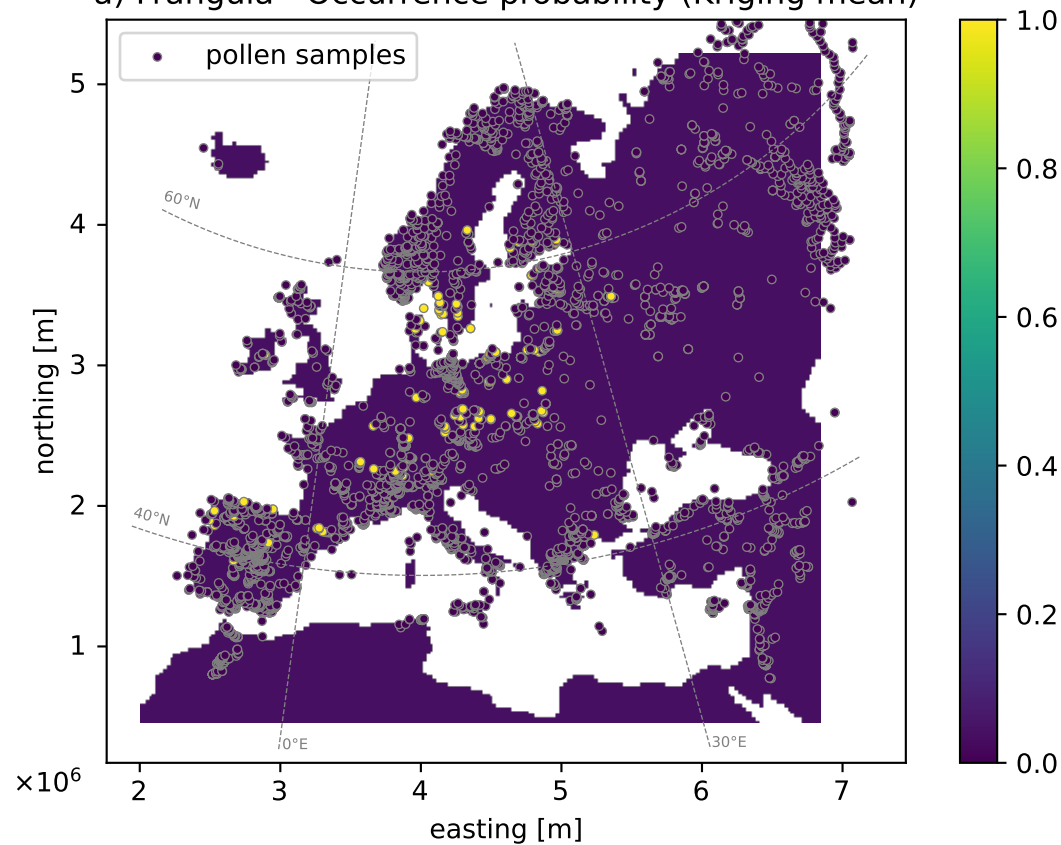 a) Frangula - Occurrence probability (Kriging mean)
pollen samples
60°N
40°N
0°E
30°E
5
4
3
2
1
northing [m]
×10⁶
2 3 4 5 6 7
easting [m]
1.0
0.8
0.6
0.4
0.2
0.0